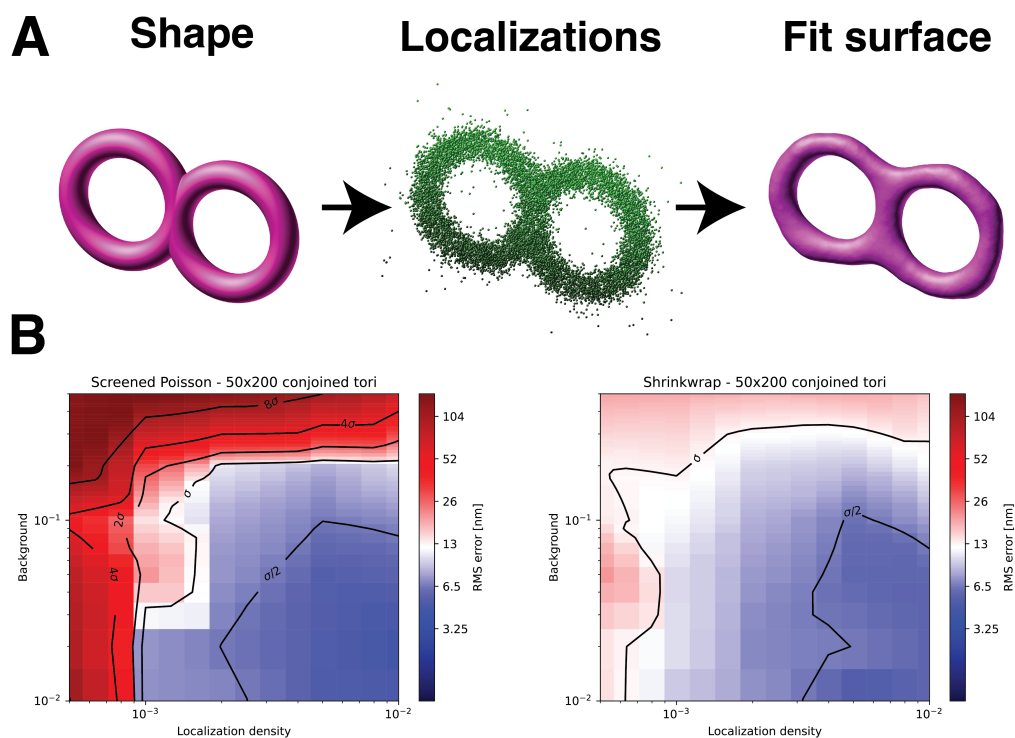 A
Shape
Localizations
Fit surface
B
Screened Poisson - 50x200 conjoined tori
Background
10⁻¹
10⁻²
8σ
4σ
σ
2σ
4σ
σ/2
10⁻³
10⁻²
Localization density
104
52
26
13
6.5
3.25
RMS error [nm]
Shrinkwrap - 50x200 conjoined tori
Background
10⁻¹
10⁻²
σ
σ/2
10⁻³
10⁻²
Localization density
104
52
26
13
6.5
3.25
RMS error [nm]